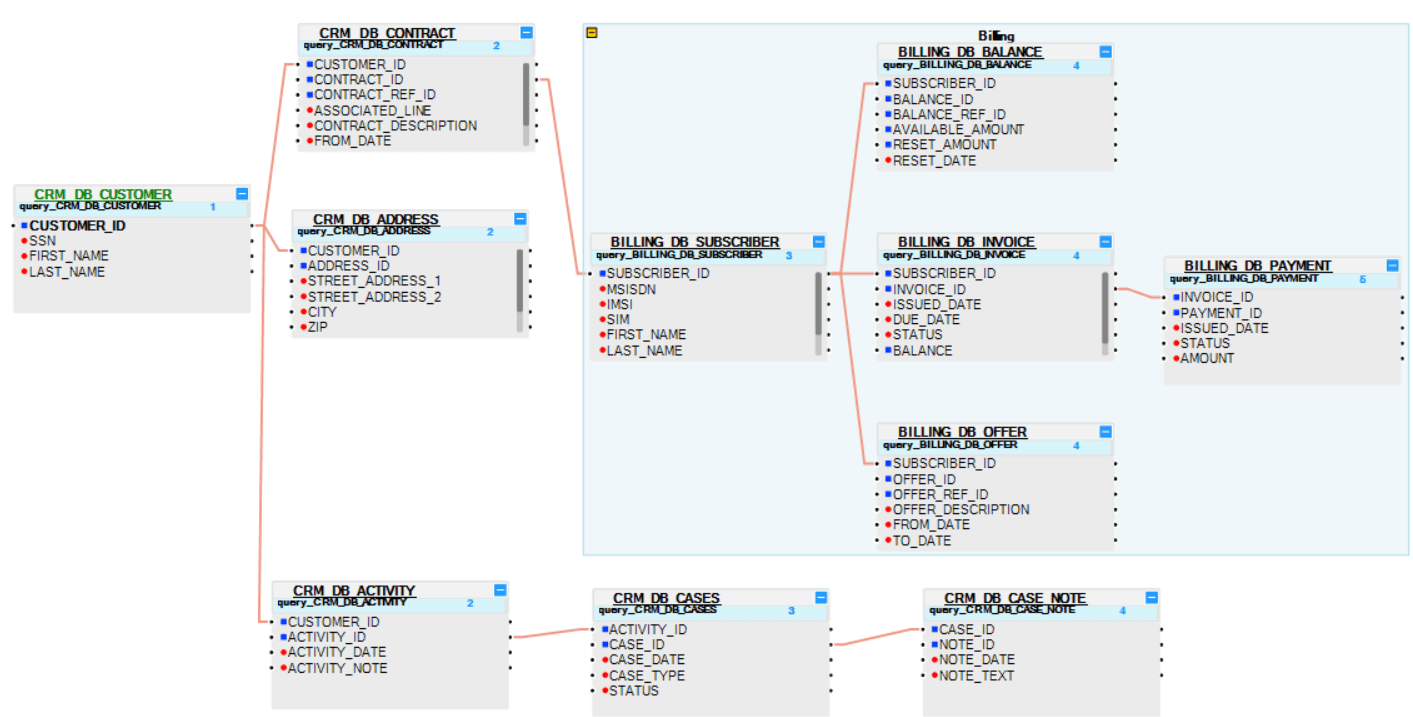 CRM_DB_CONTRACT
query_CRM_DB_CONTRACT 2
CUSTOMER_ID
CONTRACT_ID
CONTRACT_REF_ID
ASSOCIATED_LINE
CONTRACT_DESCRIPTION
FROM_DATE
CRM_DB_CUSTOMER
query_CRM_DB_CUSTOMER 1
CUSTOMER_ID
SSN
FIRST_NAME
LAST_NAME
CRM_DB_ADDRESS
query_CRM_DB_ADDRESS 2
CUSTOMER_ID
ADDRESS_ID
STREET_ADDRESS_1
STREET_ADDRESS_2
CITY
ZIP
Billing
BILLING_DB_BALANCE
query_BILLING_DB_BALANCE 4
SUBSCRIBER_ID
BALANCE_ID
BALANCE_REF_ID
AVAILABLE_AMOUNT
RESET_AMOUNT
RESET_DATE
BILLING_DB_SUBSCRIBER
query_BILLING_DB_SUBSCRIBER 3
SUBSCRIBER_ID
MSISDN
IMSI
SIM
FIRST_NAME
LAST_NAME
BILLING_DB_INVOICE
query_BILLING_DB_INVOICE 4
SUBSCRIBER_ID
INVOICE_ID
ISSUED_DATE
DUE_DATE
STATUS
BALANCE
BILLING_DB_PAYMENT
query_BILLING_DB_PAYMENT 5
INVOICE_ID
PAYMENT_ID
ISSUED_DATE
STATUS
AMOUNT
BILLING_DB_OFFER
query_BILLING_DB_OFFER 4
SUBSCRIBER_ID
OFFER_ID
OFFER_REF_ID
OFFER_DESCRIPTION
FROM_DATE
TO_DATE
CRM_DB_ACTIVITY
query_CRM_DB_ACTIVITY 2
CUSTOMER_ID
ACTIVITY_ID
ACTIVITY_DATE
ACTIVITY_NOTE
CRM_DB_CASES
query_CRM_DB_CASES 3
ACTIVITY_ID
CASE_ID
CASE_DATE
CASE_TYPE
STATUS
CRM_DB_CASE_NOTE
query_CRM_DB_CASE_NOTE 4
CASE_ID
NOTE_ID
NOTE_DATE
NOTE_TEXT